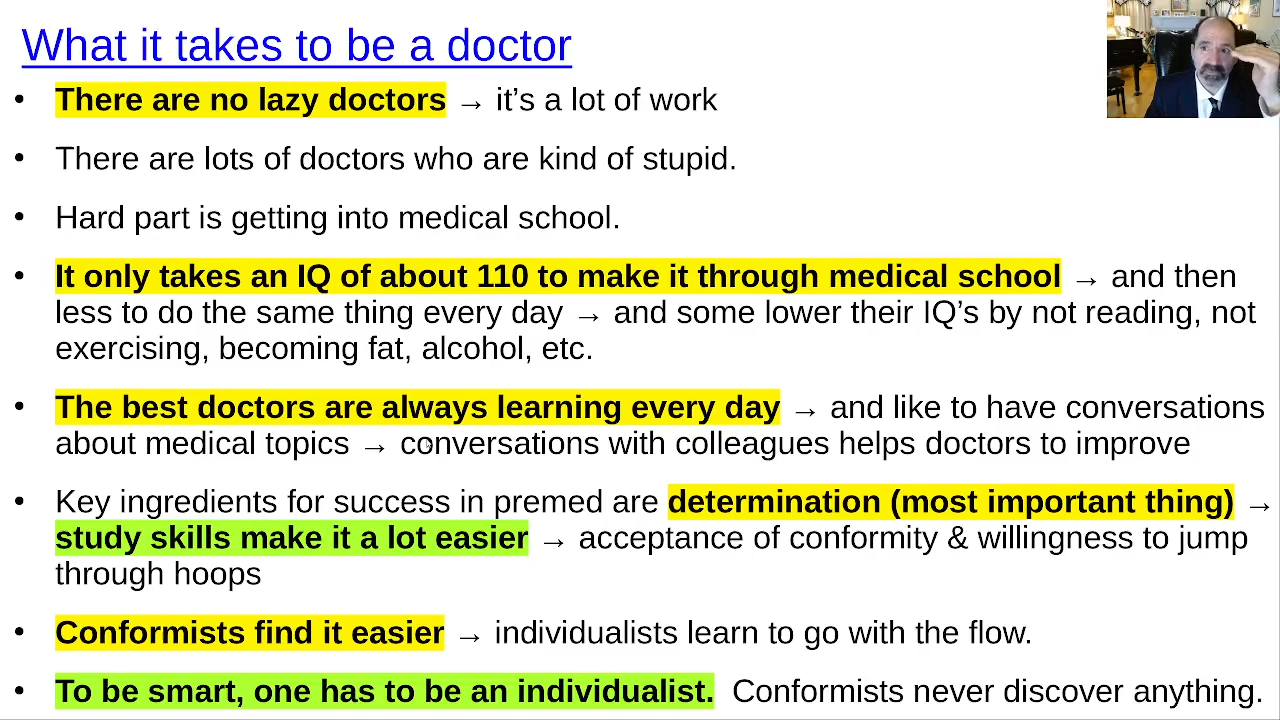 What it takes to be a doctor
• There are no lazy doctors → it’s a lot of work
• There are lots of doctors who are kind of stupid.
• Hard part is getting into medical school.
• It only takes an IQ of about 110 to make it through medical school → and then
less to do the same thing every day → and some lower their IQ’s by not reading, not
exercising, becoming fat, alcohol, etc.
• The best doctors are always learning every day → and like to have conversations
about medical topics → conversations with colleagues helps doctors to improve
• Key ingredients for success in premed are determination (most important thing) →
study skills make it a lot easier → acceptance of conformity & willingness to jump
through hoops
• Conformists find it easier → individualists learn to go with the flow.
• To be smart, one has to be an individualist. Conformists never discover anything.